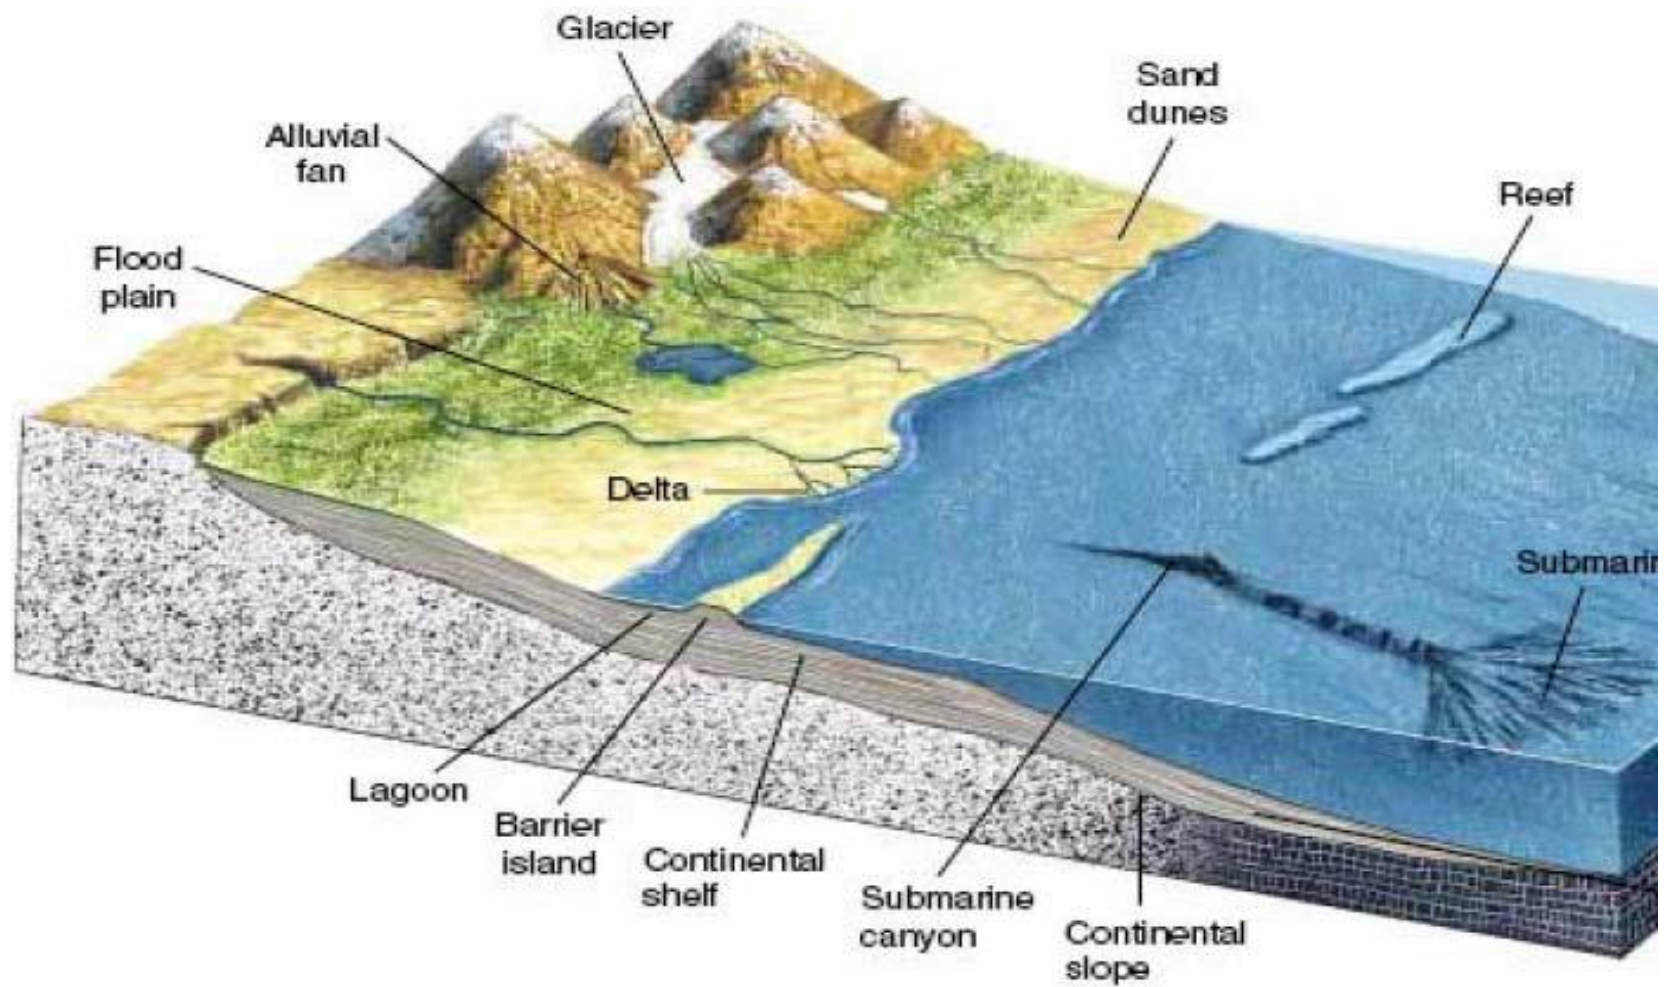 Glacier
Sand
dunes
Alluvial
fan
Reef
Flood
plain
Delta
Lagoon
Barrier
island
Continental
shelf
Submarine
canyon
Continental
slope